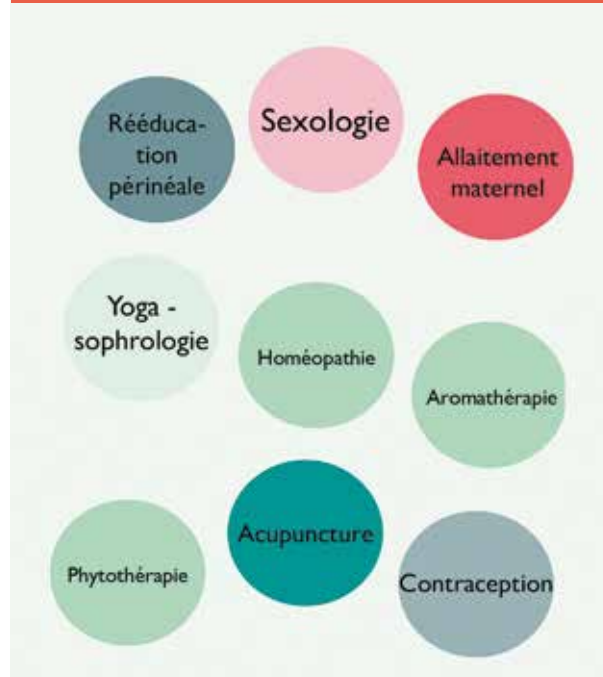 Rééduca-
tion
périnéale
Sexologie
Allaitement
maternel
Yoga -
sophrologie
Homéopathie
Aromathérapie
Phytothérapie
Acupuncture
Contraception